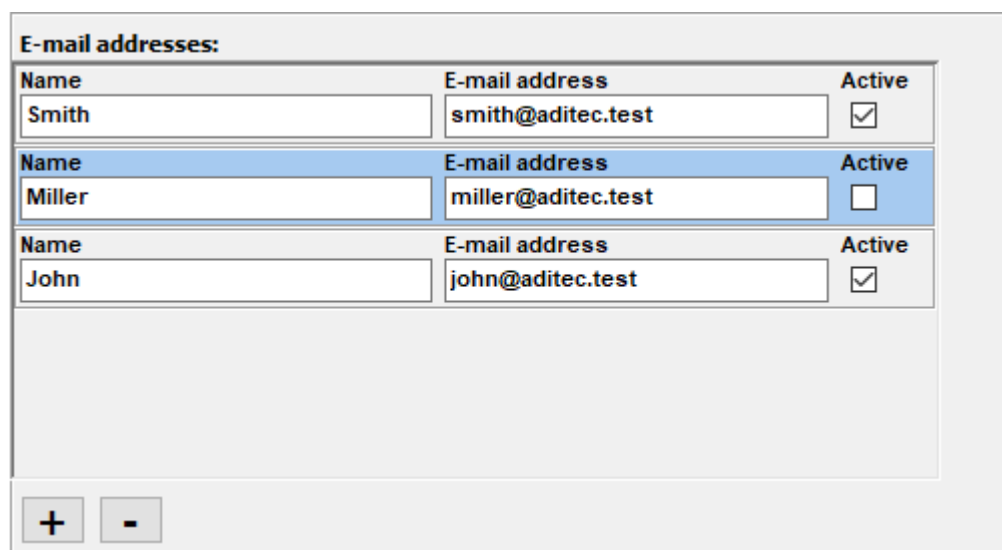 E-mail addresses:
Name E-mail address Active
Smith smith@aditec.test
Name E-mail address Active
Miller miller@aditec.test
Name E-mail address Active
John john@aditec.test
+ -